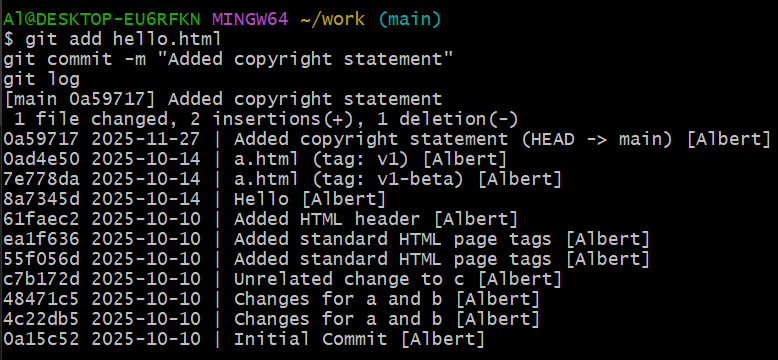 Al@DESKTOP-EU6RFKN MINGW64 ~/work (main)
$ git add hello.html
git commit -m "Added copyright statement"
git log
[main 0a59717] Added copyright statement
 1 file changed, 2 insertions(+), 1 deletion(-)
0a59717 2025-11-27 | Added copyright statement (HEAD -> main) [Albert]
0ad4e50 2025-10-14 | a.html (tag: v1) [Albert]
7e778da 2025-10-14 | a.html (tag: v1-beta) [Albert]
8a7345d 2025-10-14 | Hello [Albert]
61faec2 2025-10-10 | Added HTML header [Albert]
ea1f636 2025-10-10 | Added standard HTML page tags [Albert]
55f056d 2025-10-10 | Added standard HTML page tags [Albert]
c7b172d 2025-10-10 | Unrelated change to c [Albert]
48471c5 2025-10-10 | Changes for a and b [Albert]
4c22db5 2025-10-10 | Changes for a and b [Albert]
0a15c52 2025-10-10 | Initial Commit [Albert]